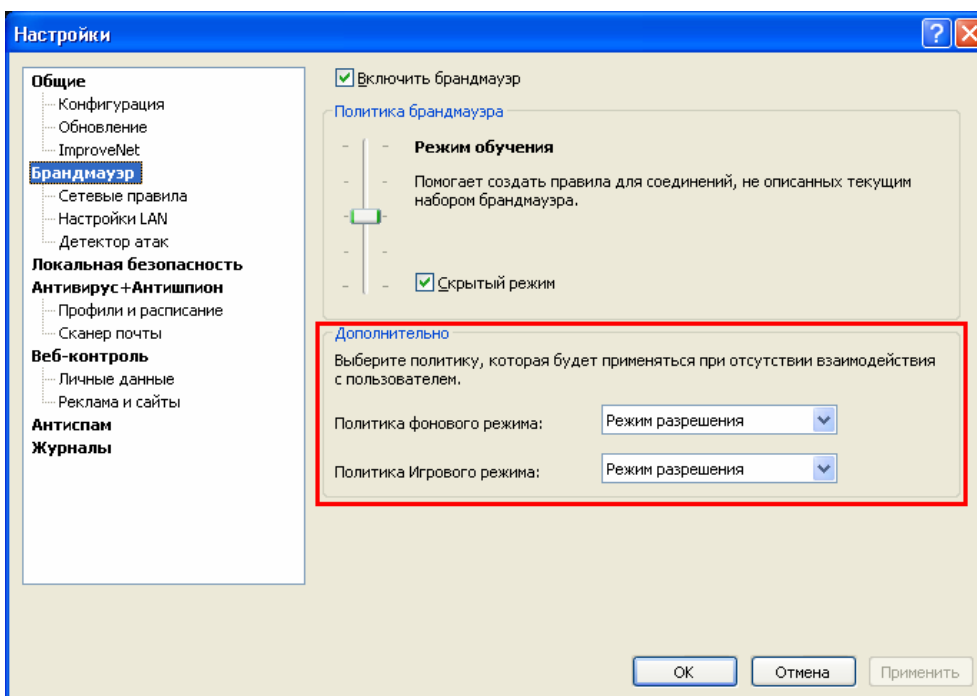 Настройки
Общие
Конфигурация
Обновление
ImproveNet
Брандмауэр
Сетевые правила
Настройки LAN
Детектор атак
Локальная безопасность
Антивирус+Антишпион
Профили и расписание
Сканер почты
Веб-контроль
Личные данные
Реклама и сайты
Антиспам
Журналы
Включить брандмауэр
Политика брандмауэра
Режим обучения
Помогает создать правила для соединений, не описанных текущим
набором брандмауэра.
Скрытый режим
Дополнительно
Выберите политику, которая будет применяться при отсутствии взаимодействия
с пользователем.
Политика фонового режима:
Режим разрешения
Политика Игрового режима:
Режим разрешения
OK
Отмена
Применить